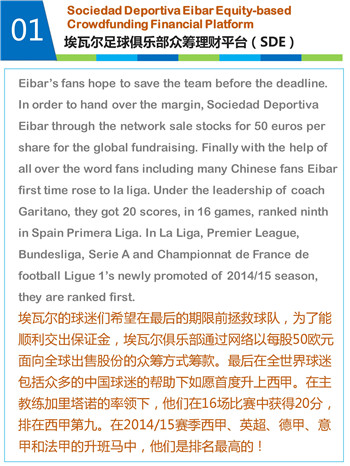 01
Sociedad Deportiva Eibar Equity-based
Crowdfunding Financial Platform
埃瓦尔足球俱乐部众筹理财平台（SDE）
Eibar's fans hope to save the team before the deadline.
In order to hand over the margin, Sociedad Deportiva
Eibar through the network sale stocks for 50 euros per
share for the global fundraising. Finally with the help of
all over the word fans including many Chinese fans Eibar
first time rose to la liga. Under the leadership of coach
Garitano, they got 20 scores, in 16 games, ranked ninth
in Spain Primera Liga. In La Liga, Premier League,
Bundesliga, Serie A and Championnat de France de
football Ligue 1's newly promoted of 2014/15 season,
they are ranked first.
埃瓦尔的球迷们希望在最后的期限前拯救球队，为了能
顺利交出保证金，埃瓦尔俱乐部通过网络以每股50欧元
面向全球出售股份的众筹方式筹款。最后在全世界球迷
包括众多的中国球迷的帮助下如愿首度升上西甲。在主
教练加里塔诺的率领下，他们在16场比赛中获得20分，
排在西甲第九。在2014/15赛季西甲、英超、德甲、意
甲和法甲的升班马中，他们是排名最高的！